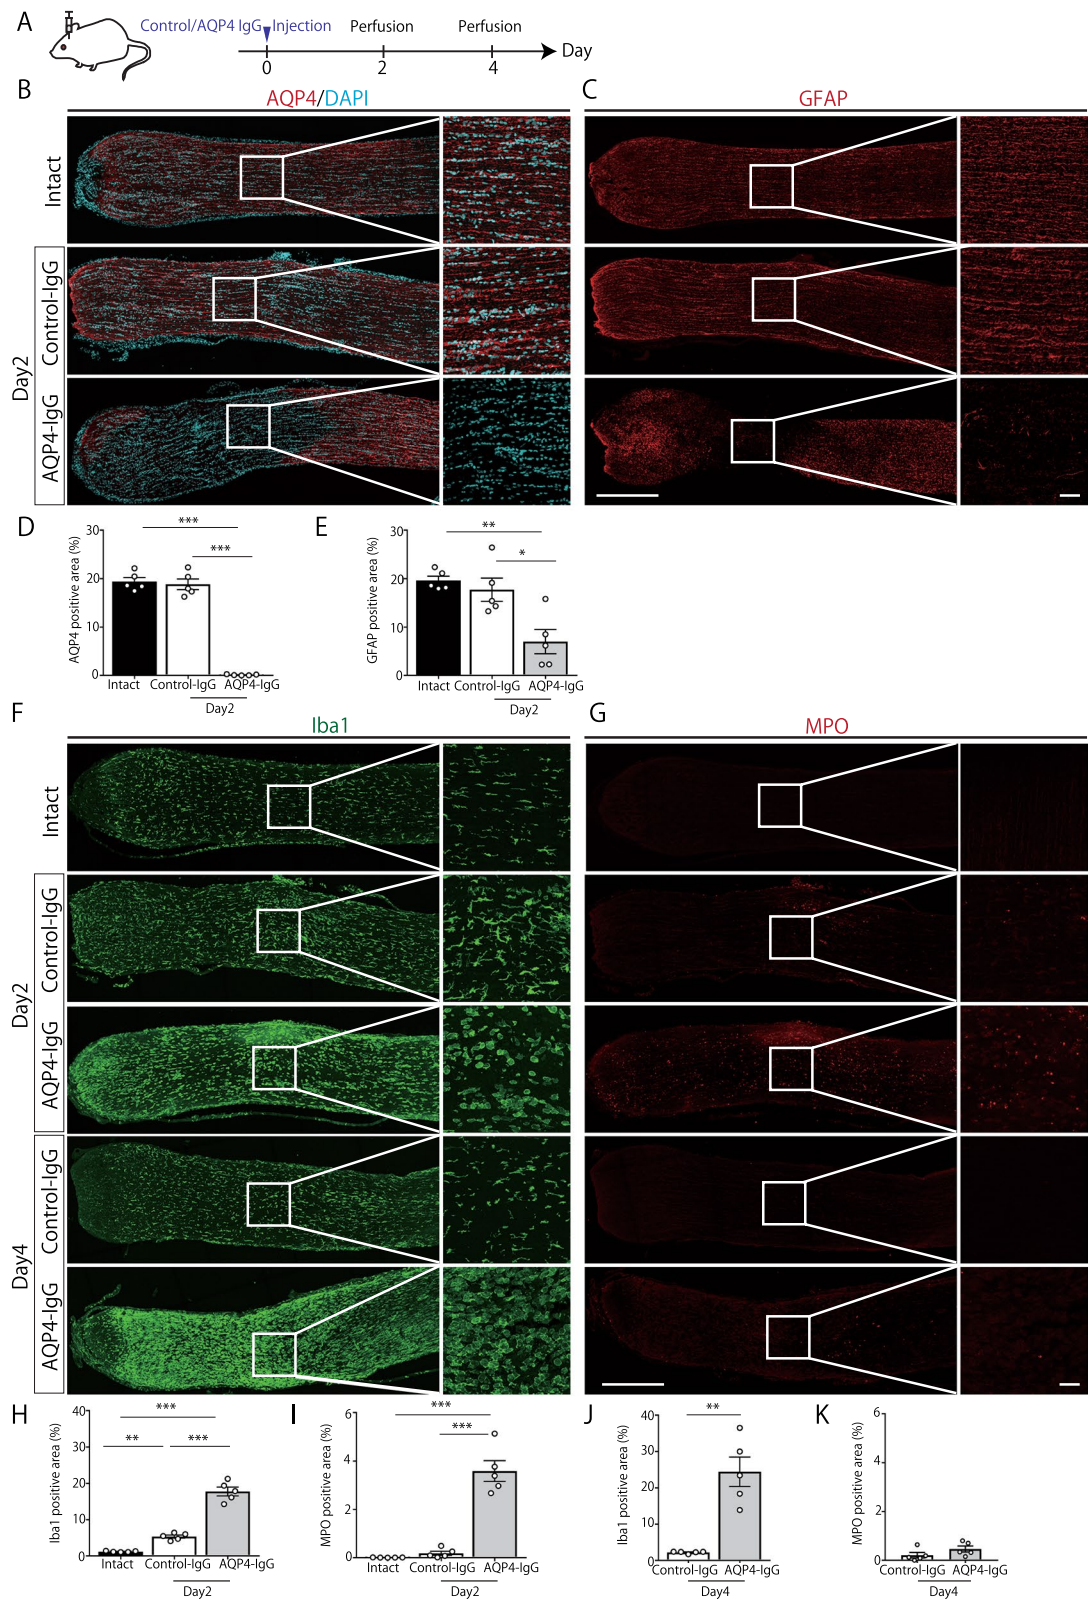 A
Control/AQP4 IgG Injection Perfusion Perfusion
Day
0 2 4
B
AQP4/DAPI
C
GFAP
Intact
Day2
Control-IgG
AQP4-IgG
D
AQP4 positive area (%)
30
20
10
0
***
***
Intact Control-IgG AQP4-IgG
Day2
E
GFAP positive area (%)
30
20
10
0
**
*
Intact Control-IgG AQP4-IgG
Day2
F
Iba1
G
MPO
Intact
Day2
Control-IgG
AQP4-IgG
Day4
Control-IgG
AQP4-IgG
H
Iba1 positive area (%)
40
30
20
10
0
***
** ***
Intact Control-IgG AQP4-IgG
Day2
I
MPO positive area (%)
6
4
2
0
***
***
Intact Control-IgG AQP4-IgG
Day2
J
Iba1 positive area (%)
40
30
20
10
0
**
Control-IgG AQP4-IgG
Day4
K
MPO positive area (%)
6
4
2
0
Control-IgG AQP4-IgG
Day4